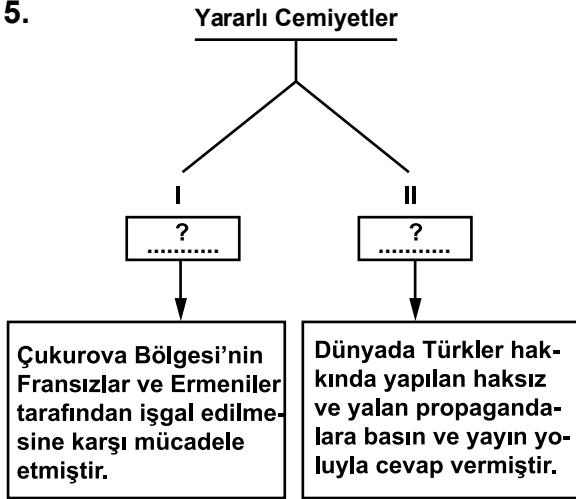 5.
Yararlı Cemiyetler
I
II
?
...........
?
...........
Çukurova Bölgesi’nin
Fransızlar ve Ermeniler
tarafından işgal edilme-
sine karşı mücadele
etmiştir.
Dünyada Türkler hak-
kında yapılan haksız
ve yalan propaganda-
lara basın ve yayın yo-
luyla cevap vermiştir.